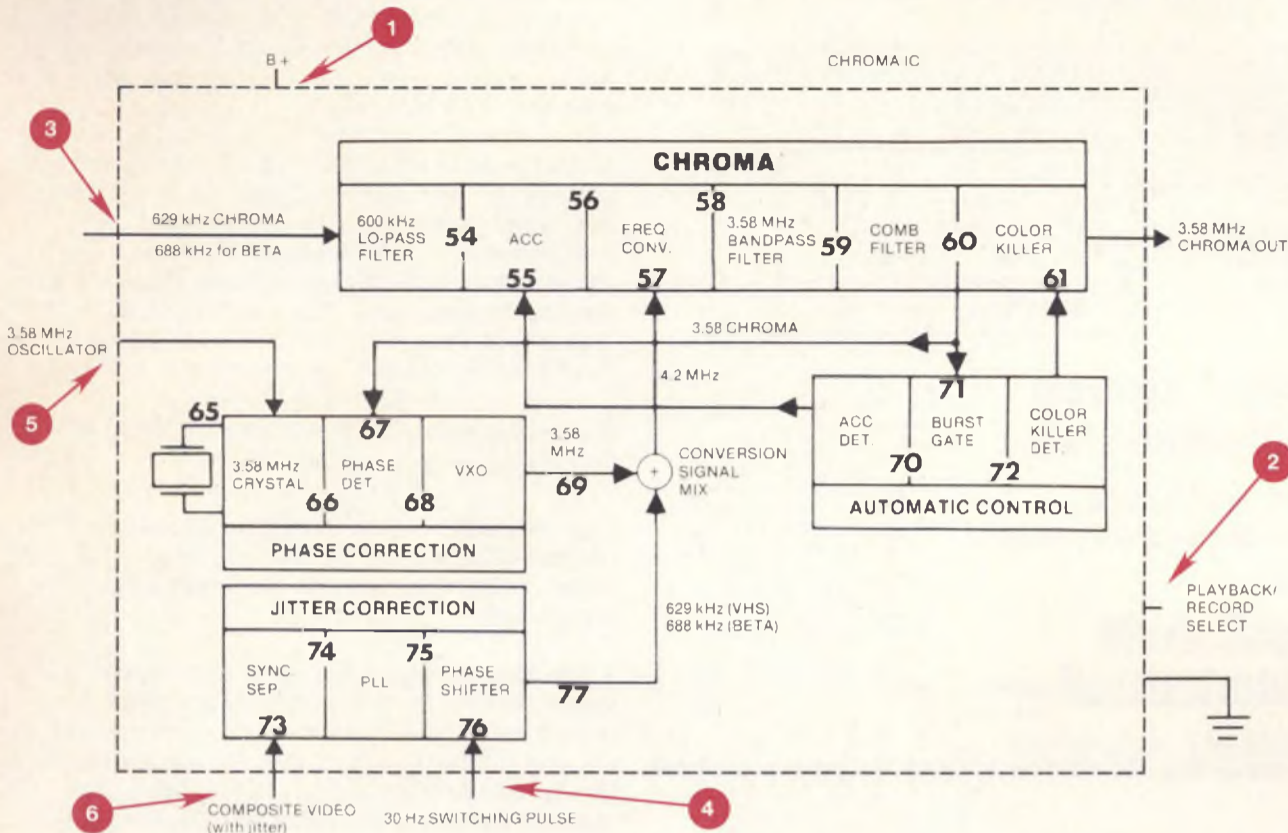 1
B +
CHROMA IC
3
CHROMA
629 kHz CHROMA
688 kHz for BETA
600 kHz
LO-PASS
FILTER
54
ACC
55
56
FREQ
CONV.
57
58
3.58 MHz
BANDPASS
FILTER
59
COMB
FILTER
60
COLOR
KILLER
61
3.58 MHz
CHROMA OUT
3.58 MHz
OSCILLATOR
5
3.58 CHROMA
4.2 MHz
65
3.58 MHz
CRYSTAL
66
67
PHASE
DET.
68
VXO
PHASE CORRECTION
3.58
MHz
69
+
CONVERSION
SIGNAL
MIX
ACC
DET.
70
71
BURST
GATE
72
COLOR
KILLER
DET.
AUTOMATIC CONTROL
2
PLAYBACK/
RECORD
SELECT
JITTER CORRECTION
SYNC
SEP.
73
74
PLL
75
PHASE
SHIFTER
76
77
629 kHz (VHS)
688 kHz (BETA)
6
COMPOSITE VIDEO
(with jitter)
30 Hz SWITCHING PULSE
4